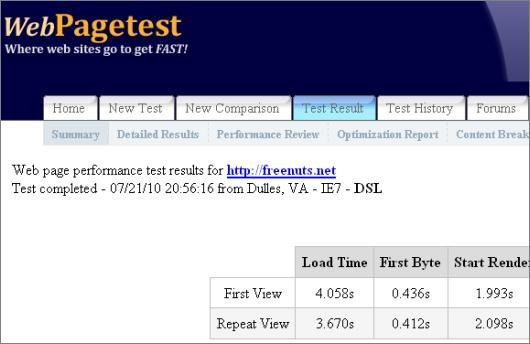 WebPagetest
Where web sites go to get FAST!
Home New Test New Comparison Test Result Test History Forums
Summary Detailed Results Performance Review Optimization Report Content Break
Web page performance test results for http://freenuts.net
Test completed - 07/21/10 20:56:16 from Dulles, VA - IE7 - DSL
Load Time First Byte Start Rende
First View 4.058s 0.436s 1.993s
Repeat View 3.670s 0.412s 2.098s